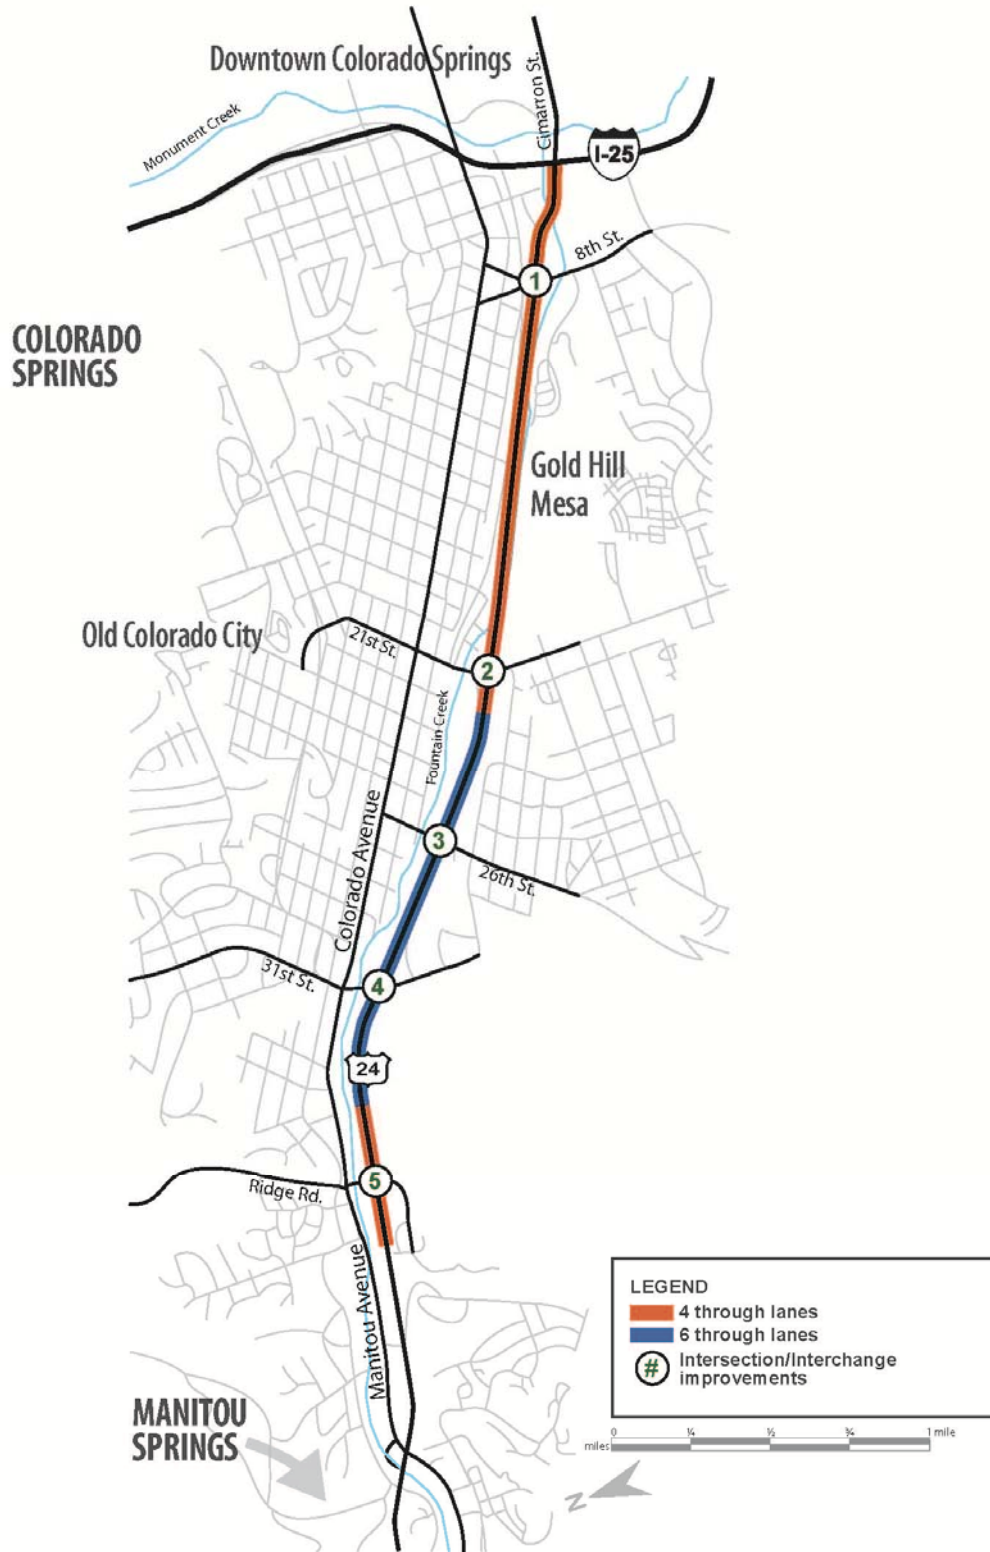 Downtown Colorado Springs
Cimarron St.
Monument Creek
I-25
8th St.
1
COLORADO
SPRINGS
Gold Hill
Mesa
Old Colorado City
21st St.
2
Fountain Creek
Colorado Avenue
3
26th St.
31st St.
4
24
5
Ridge Rd.
Manitou Avenue
LEGEND
4 through lanes
6 through lanes
# Intersection/Interchange
improvements
MANITOU
SPRINGS
0 ¼ ½ ¾ 1 mile
miles
N